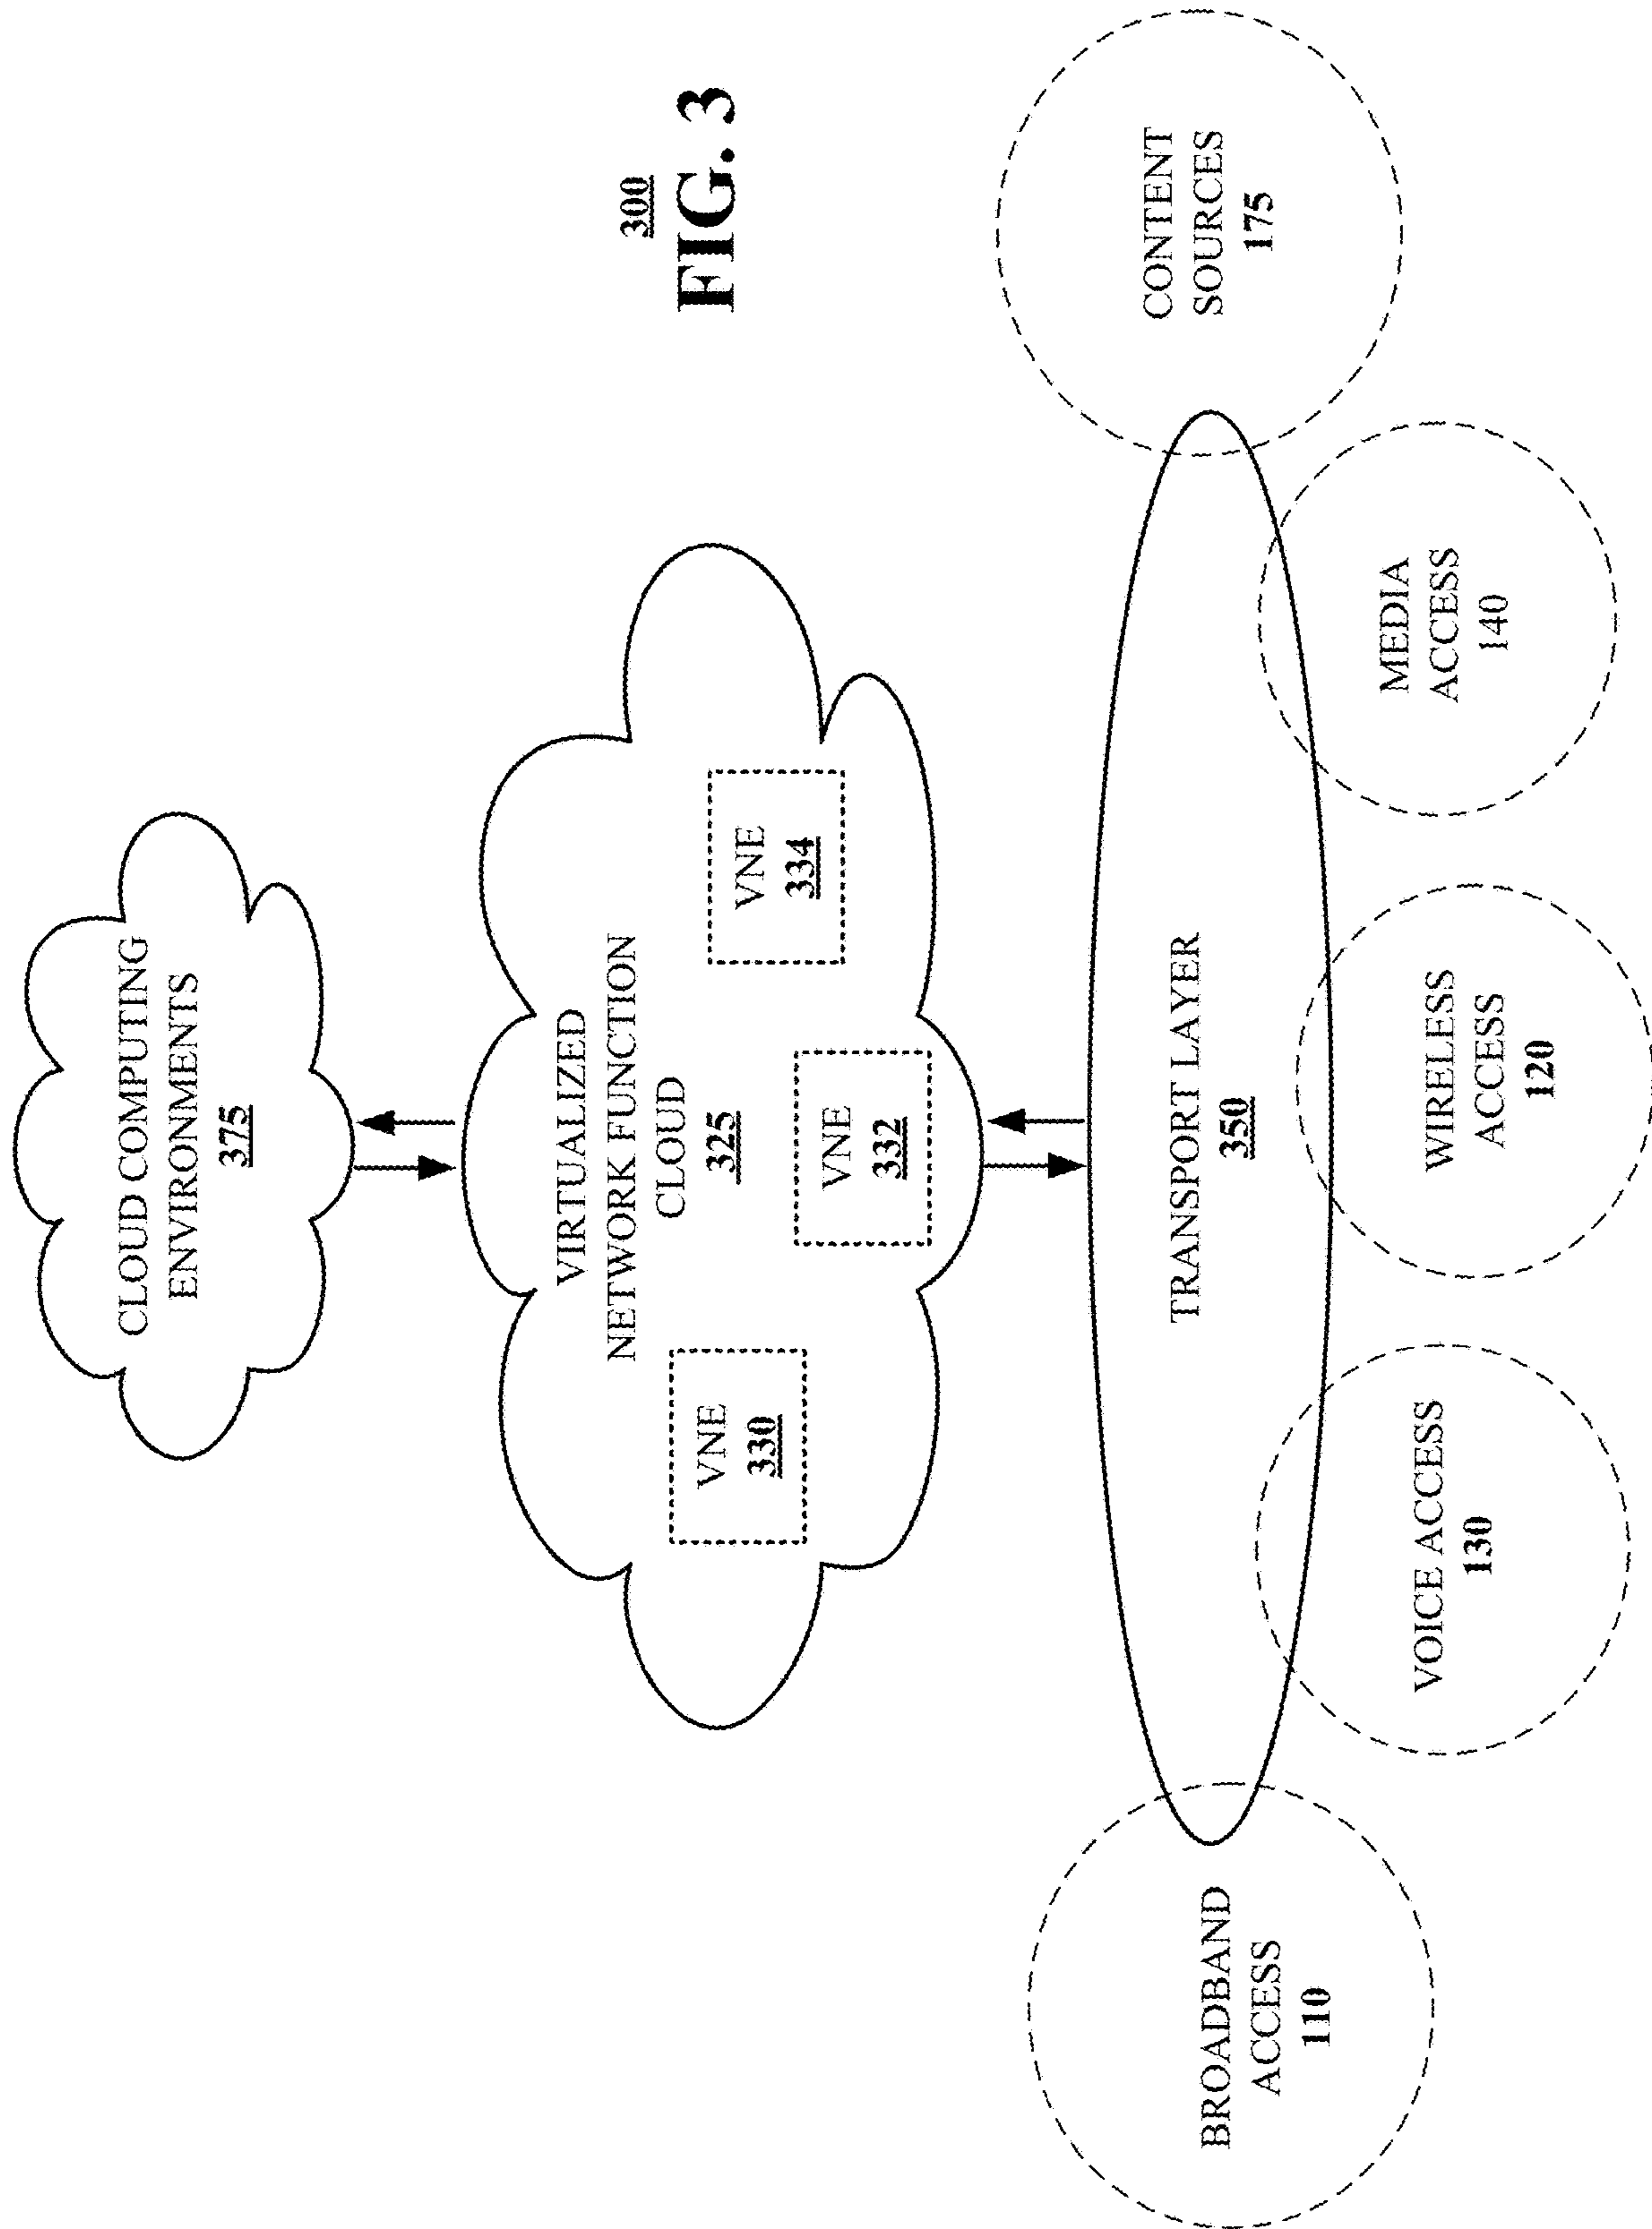 CLOUD COMPUTING
ENVIRONMENTS
375
VIRTUALIZED
NETWORK FUNCTION
CLOUD
325
VNE
330
VNE
332
VNE
334
300
FIG. 3
TRANSPORT LAYER
350
BROADBAND
ACCESS
110
VOICE ACCESS
130
WIRELESS
ACCESS
120
MEDIA
ACCESS
140
CONTENT
SOURCES
175